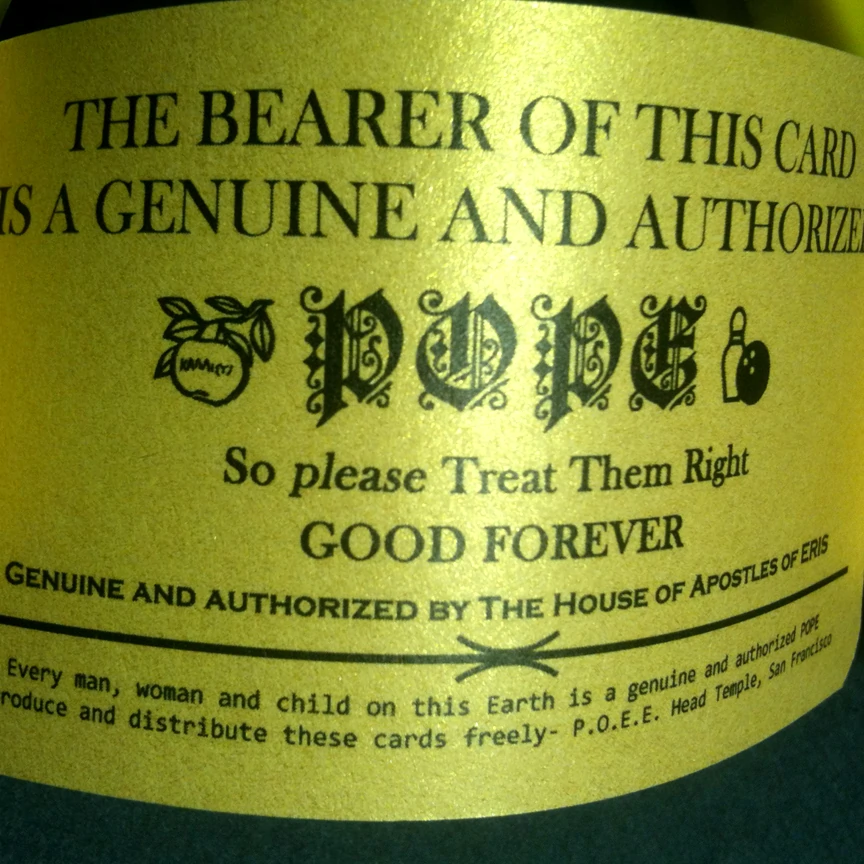 THE BEARER OF THIS CARD
IS A GENUINE AND AUTHORIZE
POPE
So please Treat Them Right
GOOD FOREVER
GENUINE AND AUTHORIZED BY THE HOUSE OF APOSTLES OF ERIS
Every man, woman and child on this Earth is a genuine and authorized POPE
roduce and distribute these cards freely- P.O.E.E. Head Temple, San Francisco